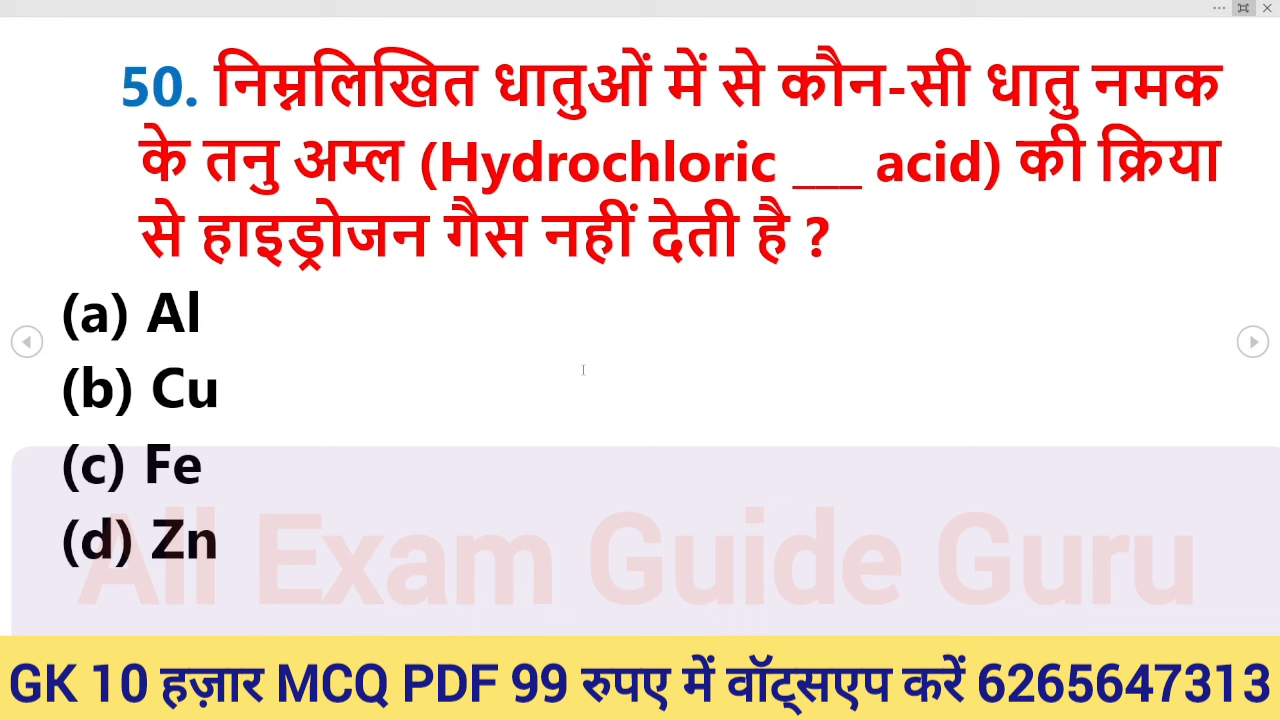 50. निम्नलिखित धातुओं में से कौन-सी धातु नमक
के तनु अम्ल (Hydrochloric ___ acid) की क्रिया
से हाइड्रोजन गैस नहीं देती है ?
(a) Al
(b) Cu
(c) Fe
(d) Zn
All Exam Guide Guru
GK 10 हज़ार MCQ PDF 99 रुपए में वॉट्सएप करें 6265647313